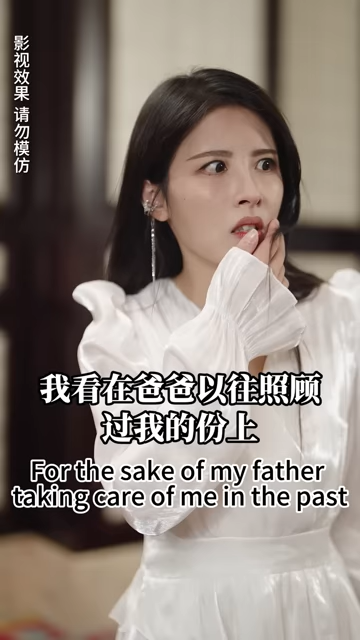 影视效果 请勿模仿
我看在爸爸以往照顾
过我的份上
For the sake of my father
taking care of me in the past